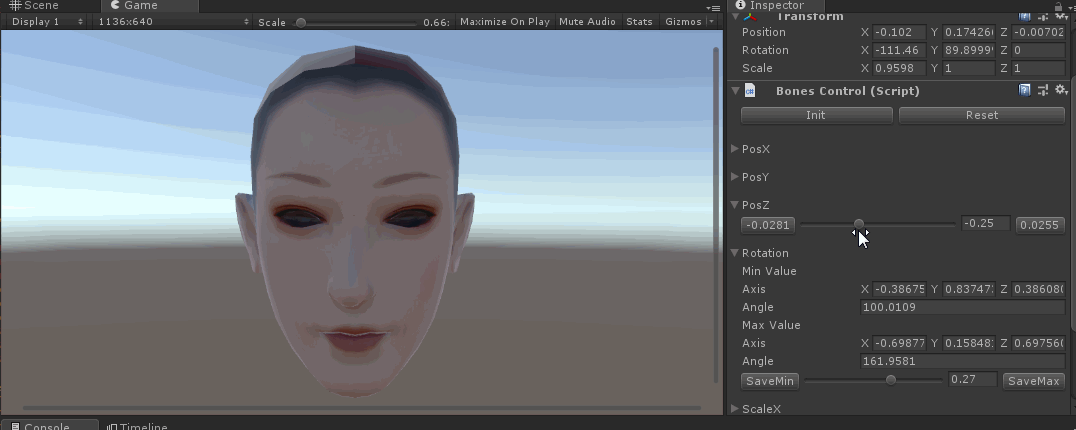 Scene Game
Display 1 1136x640 Scale 0.66: Maximize On Play Mute Audio Stats Gizmos
Inspector
Transform
Position X -0.102 Y 0.17426 Z -0.00702
Rotation X -111.46 Y 89.8999 Z 0
Scale X 0.9598 Y 1 Z 1
Bones Control (Script)
Init Reset
PosX
PosY
PosZ
-0.0281 -0.25 0.0255
Rotation
Min Value
Axis X -0.38675 Y 0.83747 Z 0.38608
Angle 100.0109
Max Value
Axis X -0.69877 Y 0.15848 Z 0.69756
Angle 161.9581
SaveMin 0.27 SaveMax
ScaleX
Console Timeline